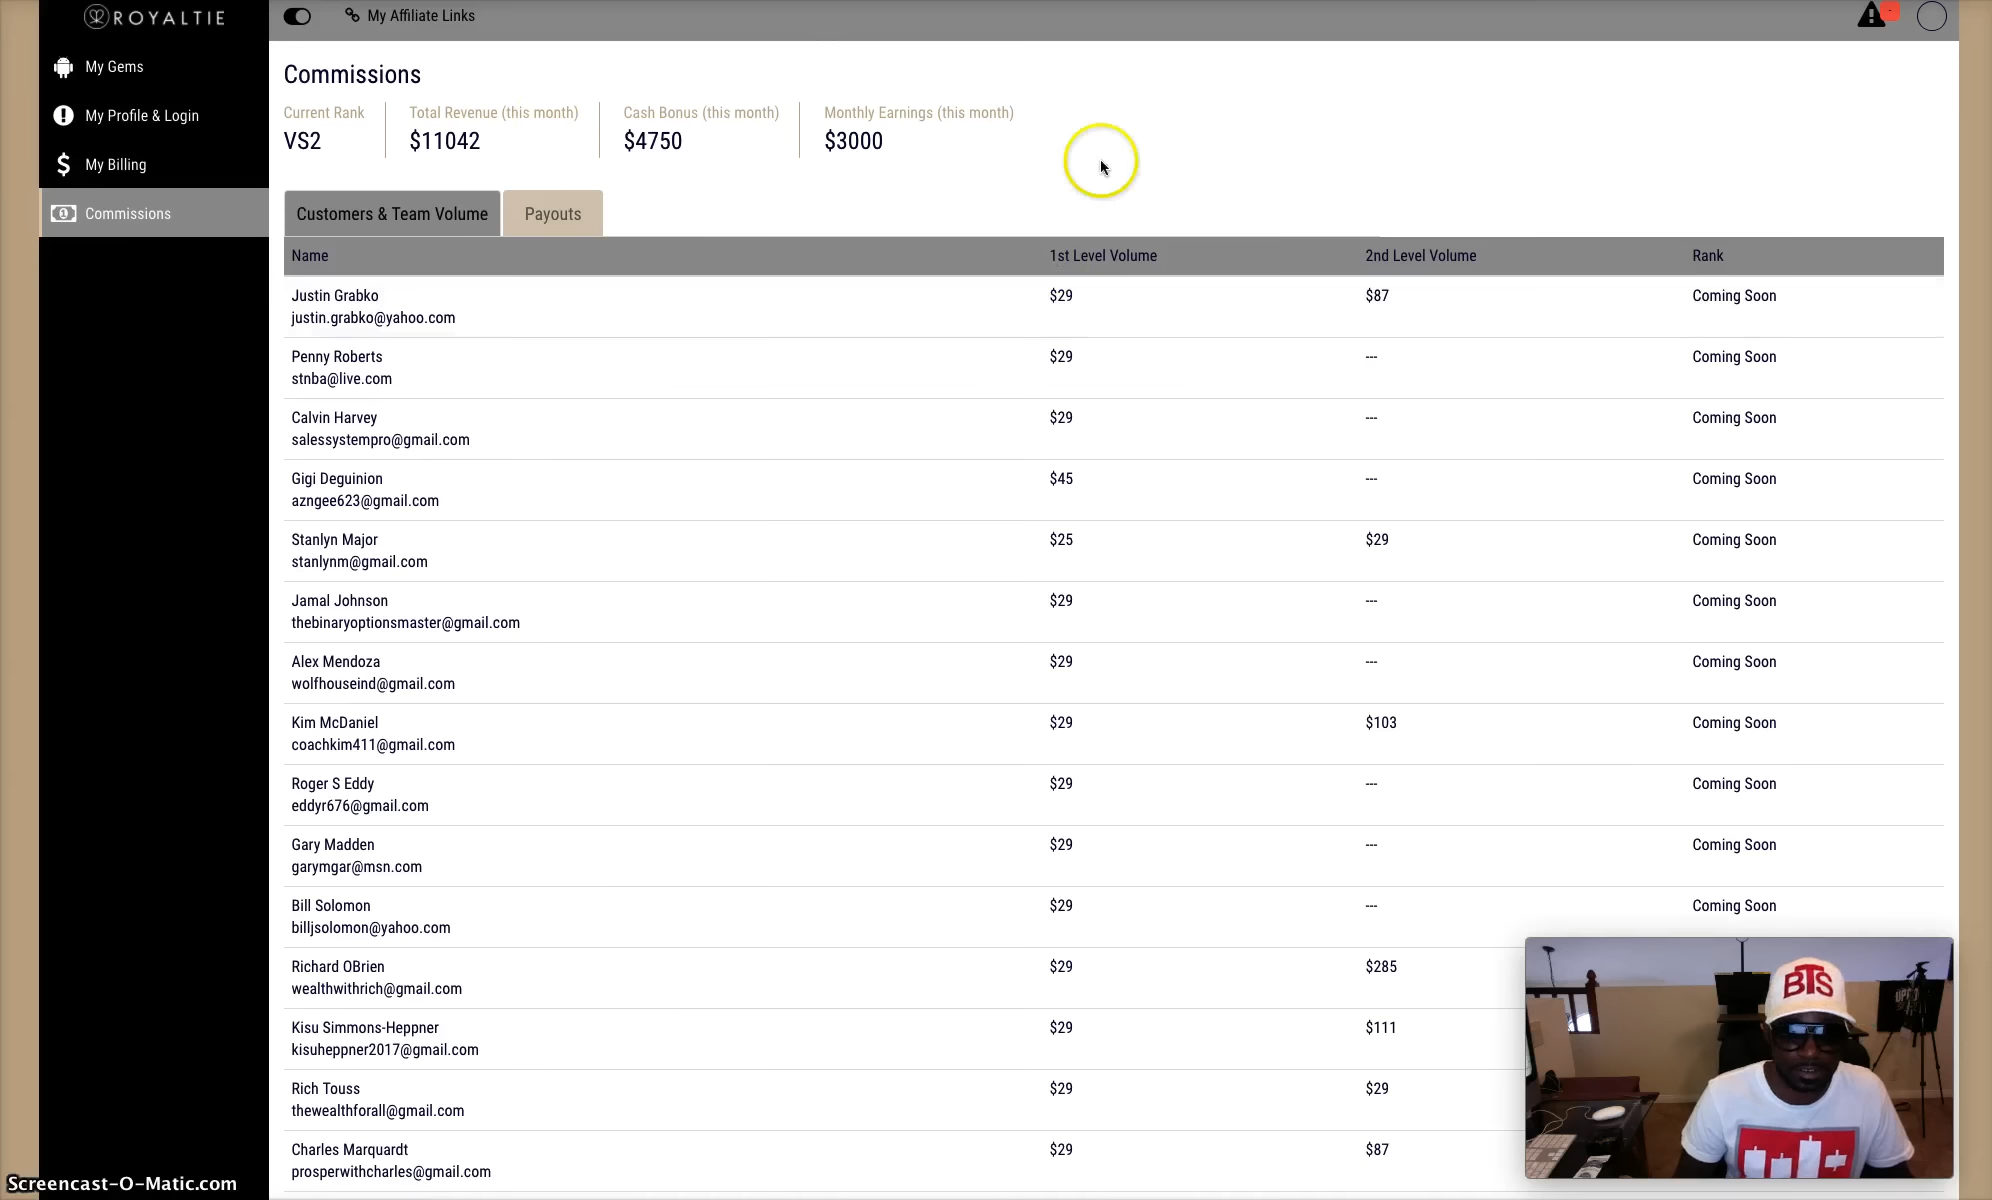 ROYALTIE
My Affiliate Links
My Gems
My Profile & Login
My Billing
Commissions
Commissions
Current Rank
VS2
Total Revenue (this month)
$11042
Cash Bonus (this month)
$4750
Monthly Earnings (this month)
$3000
Customers & Team Volume
Payouts
Name 1st Level Volume 2nd Level Volume Rank
Justin Grabko $29 $87 Coming Soon
justin.grabko@yahoo.com
Penny Roberts $29 --- Coming Soon
stnba@live.com
Calvin Harvey $29 --- Coming Soon
salessystempro@gmail.com
Gigi Deguinion $45 --- Coming Soon
azngee623@gmail.com
Stanlyn Major $25 $29 Coming Soon
stanlynm@gmail.com
Jamal Johnson $29 --- Coming Soon
thebinaryoptionsmaster@gmail.com
Alex Mendoza $29 --- Coming Soon
wolfhouseind@gmail.com
Kim McDaniel $29 $103 Coming Soon
coachkim411@gmail.com
Roger S Eddy $29 --- Coming Soon
eddyr676@gmail.com
Gary Madden $29 --- Coming Soon
garymgar@msn.com
Bill Solomon $29 --- Coming Soon
billjsolomon@yahoo.com
Richard OBrien $29 $285
wealthwithrich@gmail.com
Kisu Simmons-Heppner $29 $111
kisuheppner2017@gmail.com
Rich Touss $29 $29
thewealthforall@gmail.com
Charles Marquardt $29 $87
prosperwithcharles@gmail.com
BTS
Screencast-O-Matic.com